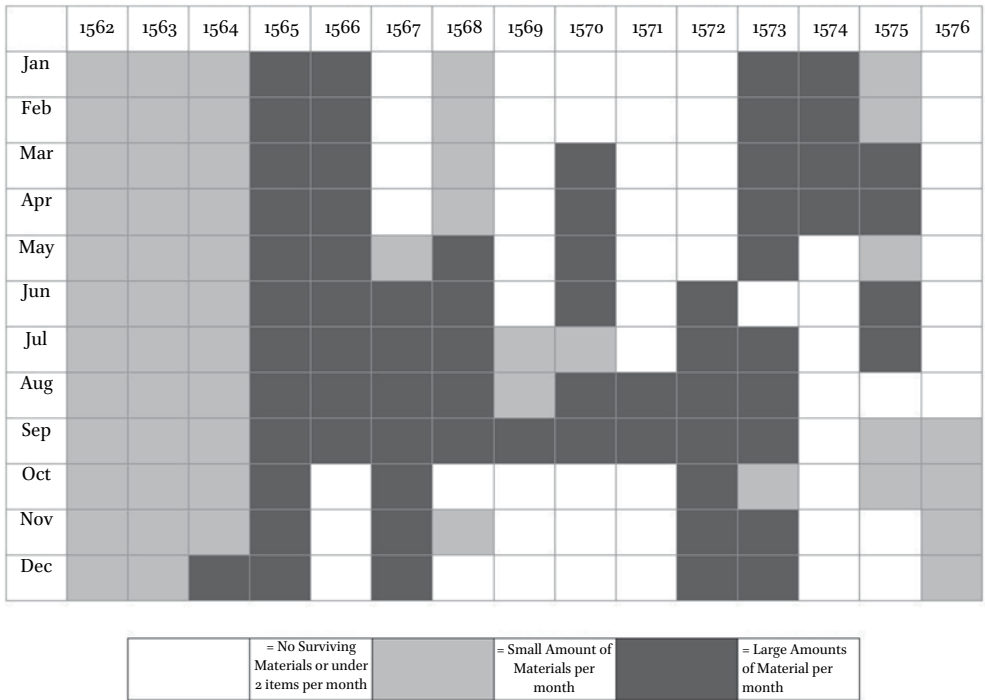 1562 1563 1564 1565 1566 1567 1568 1569 1570 1571 1572 1573 1574 1575 1576
Jan
Feb
Mar
Apr
May
Jun
Jul
Aug
Sep
Oct
Nov
Dec
= No Surviving
Materials or under
2 items per month
= Small Amount of
Materials per
month
= Large Amounts
of Material per
month